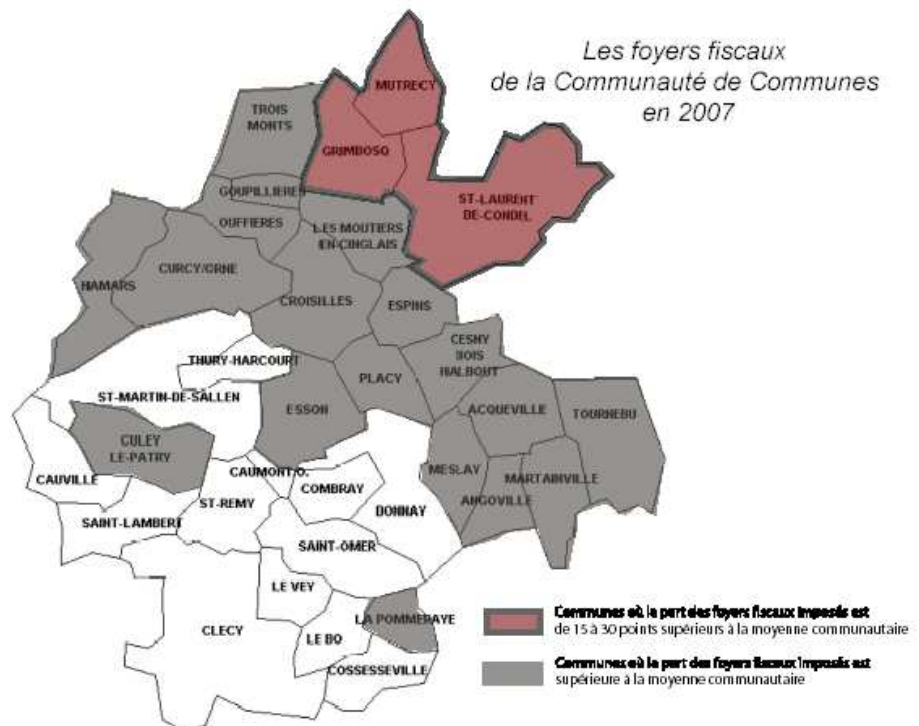 Les foyers fiscaux
de la Communauté de Communes
en 2007
MUTRECY
TROIS
MONTS
GRIMBOSQ
GOUPILLIERES
ST-LAURENT
DE-CONDEL
OUFFIERES
LES MOUTIERS
EN-CINGLAIS
CURCY/ORNE
HAMARS
CROISILLES
ESPINS
CESNY
BOIS
HALBOUT
THURY-HARCOURT
PLACY
ST-MARTIN-DE-SALLEN
ESSON
ACQUEVILLE
TOURNEBU
CULEY
LE-PATRY
CAUVILLE
CAUMONT/O.
MESLAY
MARTAINVILLE
COMBRAY
ANGOVILLE
ST-REMY
DONNAY
SAINT-LAMBERT
SAINT-OMER
LE VEY
LA POMMERAYE
CLECY
LE BO
COSSESSEVILLE
Communes où la part des foyers fiscaux imposés est
de 15 à 30 points supérieurs à la moyenne communautaire
Communes où la part des foyers fiscaux imposés est
supérieure à la moyenne communautaire